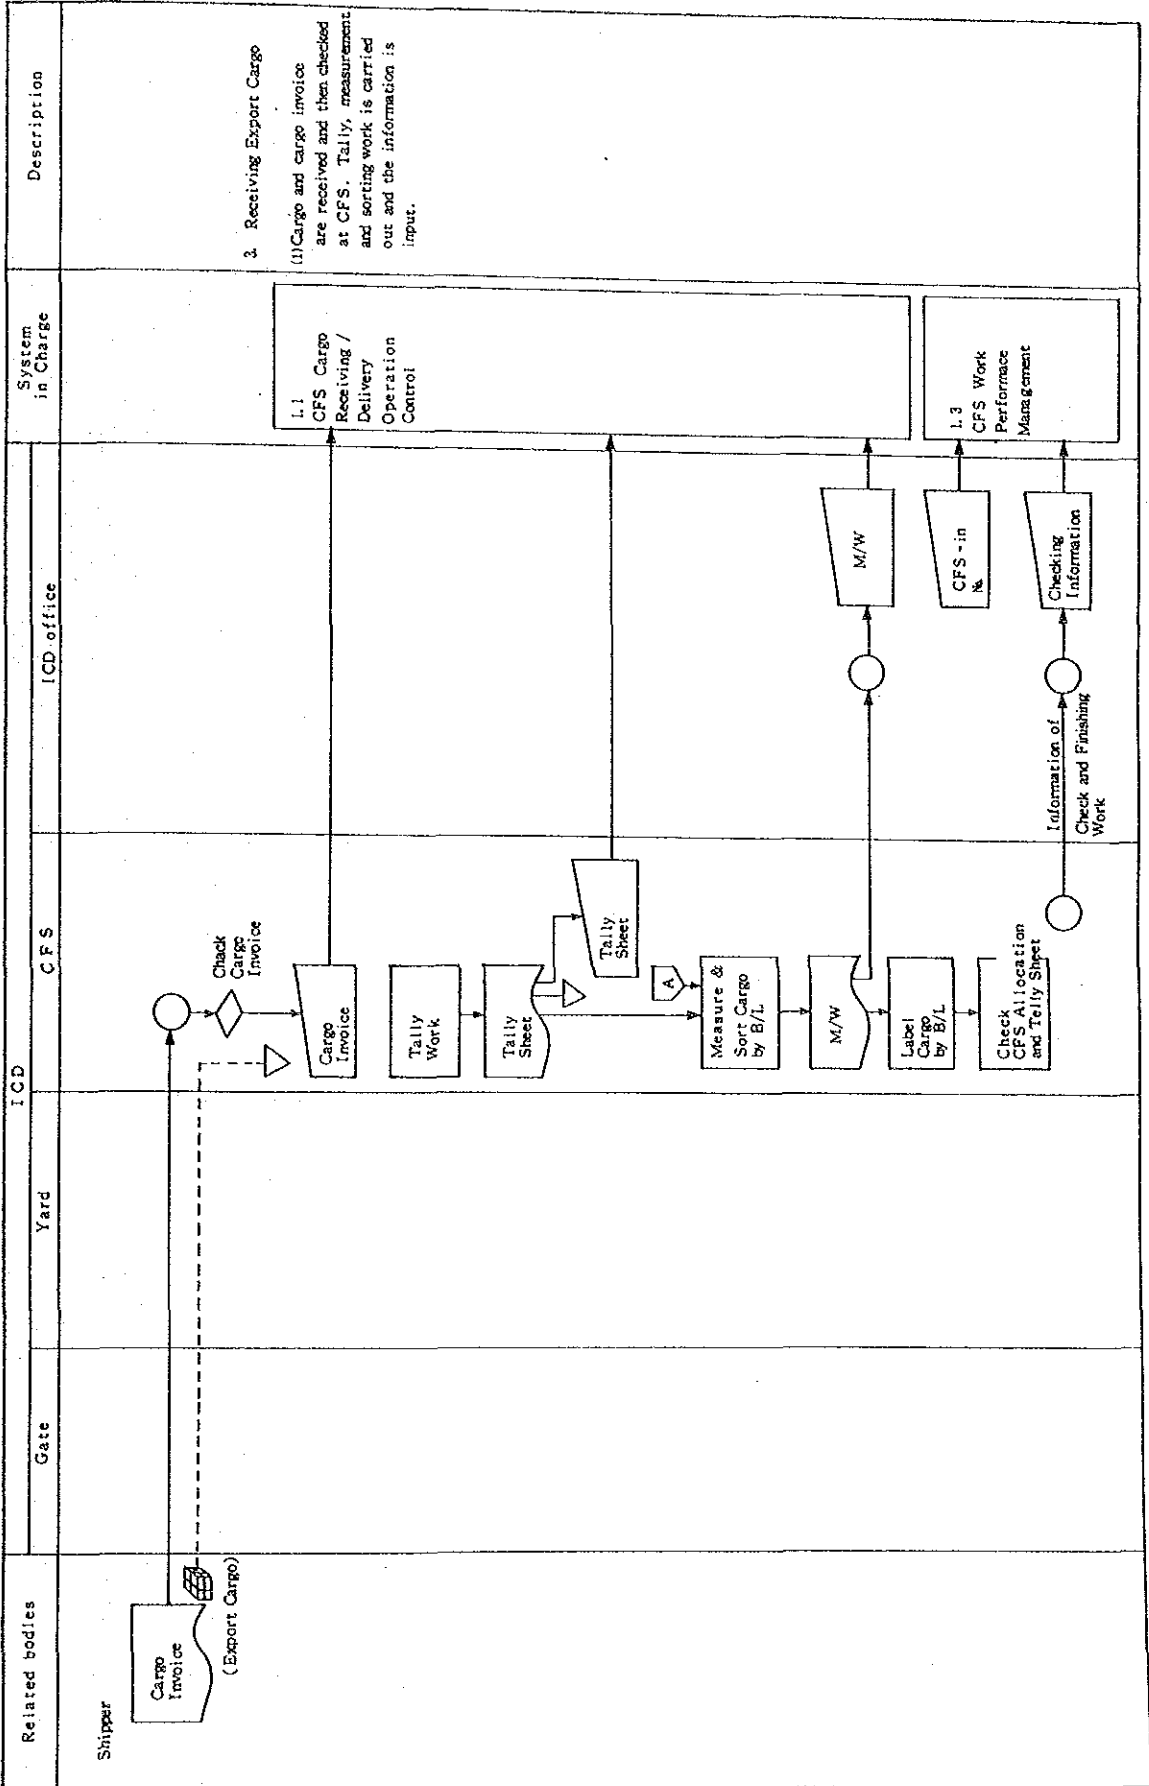 Related bodies
ICD
Gate
Yard
CFS
ICD office
System
in Charge
Description
Shipper
Cargo
Invoice
(Export Cargo)
Chack
Cargo
Invoice
Cargo
Invoice
Tally
Work
Tally
Sheet
Tally
Sheet
A
Measure &
Sort Cargo
by B/L
M/W
Label
Cargo
by B/L
Check
CFS Allocation
and Telly Sheet
Information of
Check and Finishing
Work
M/W
CFS-in
№
Checking
Information
1.1
CFS Cargo
Receiving /
Delivery
Operation
Control
1.3
CFS Work
Performace
Management
3. Receiving Export Cargo
(1) Cargo and cargo invoice
are received and then checked
at CFS. Tally, measurement
and sorting work is carried
out and the information is
input.